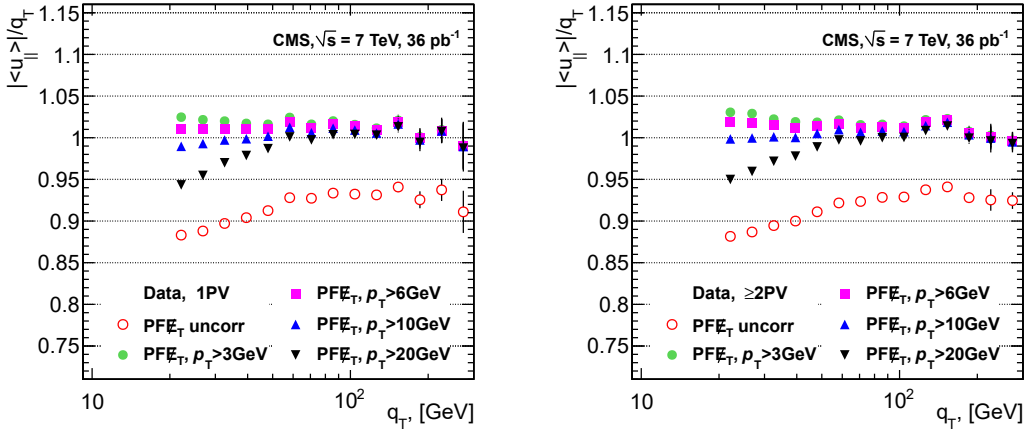 |<u||>|/qT
1.15
1.1
1.05
1
0.95
0.9
0.85
0.8
0.75
CMS, √s = 7 TeV, 36 pb-1
Data, 1PV
PFE̸T uncorr
PFE̸T, pT>3GeV
PFE̸T, pT>6GeV
PFE̸T, pT>10GeV
PFE̸T, pT>20GeV
10
10²
qT, [GeV]
|<u||>|/qT
1.15
1.1
1.05
1
0.95
0.9
0.85
0.8
0.75
CMS, √s = 7 TeV, 36 pb-1
Data, ≥2PV
PFE̸T uncorr
PFE̸T, pT>3GeV
PFE̸T, pT>6GeV
PFE̸T, pT>10GeV
PFE̸T, pT>20GeV
10
10²
qT, [GeV]